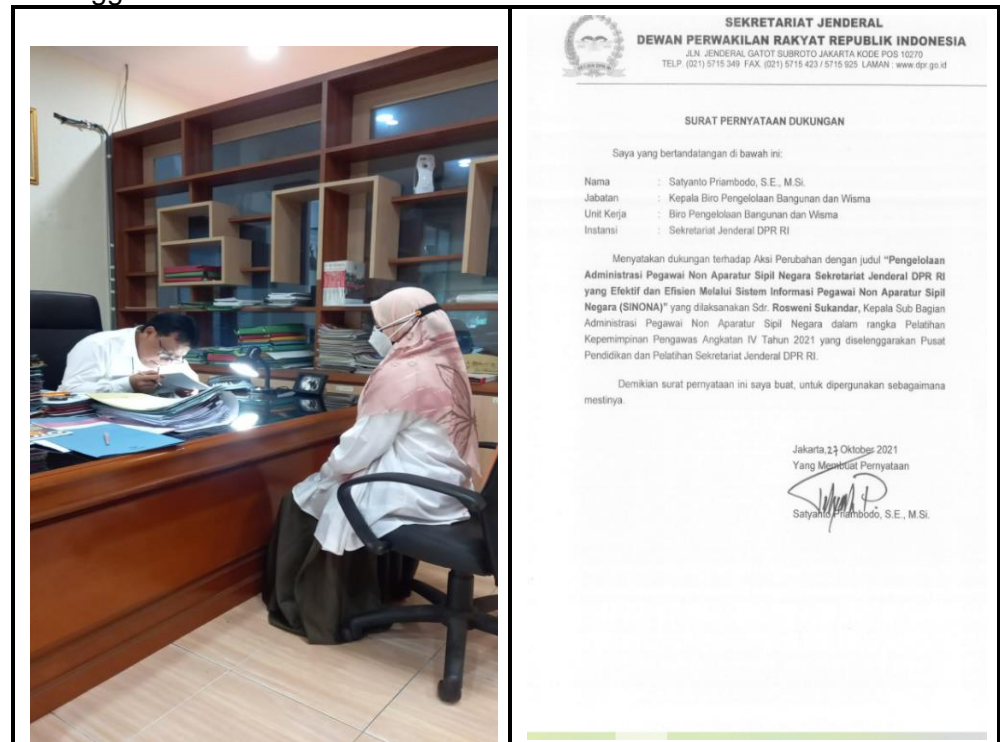 SEKRETARIAT JENDERAL
DEWAN PERWAKILAN RAKYAT REPUBLIK INDONESIA
JLN. JENDERAL GATOT SUBROTO JAKARTA KODE POS 10270
TELP. (021) 5715 349 FAX. (021) 5715 423 / 5715 925 LAMAN : www.dpr.go.id
SURAT PERNYATAAN DUKUNGAN
Saya yang bertandatangan di bawah ini:
Nama : Satyanto Priambodo, S.E., M.Si.
Jabatan : Kepala Biro Pengelolaan Bangunan dan Wisma
Unit Kerja : Biro Pengelolaan Bangunan dan Wisma
Instansi : Sekretariat Jenderal DPR RI
Menyatakan dukungan terhadap Aksi Perubahan dengan judul "Pengelolaan
Administrasi Pegawai Non Aparatur Sipil Negara Sekretariat Jenderal DPR RI
yang Efektif dan Efisien Melalui Sistem Informasi Pegawai Non Aparatur Sipil
Negara (SINONA)" yang dilaksanakan Sdr. Rosweni Sukandar, Kepala Sub Bagian
Administrasi Pegawai Non Aparatur Sipil Negara dalam rangka Pelatihan
Kepemimpinan Pengawas Angkatan IV Tahun 2021 yang diselenggarakan Pusat
Pendidikan dan Pelatihan Sekretariat Jenderal DPR RI.
Demikian surat pernyataan ini saya buat, untuk dipergunakan sebagaimana
mestinya.
Jakarta, 27 Oktober 2021
Yang Membuat Pernyataan
Satyanto Priambodo, S.E., M.Si.